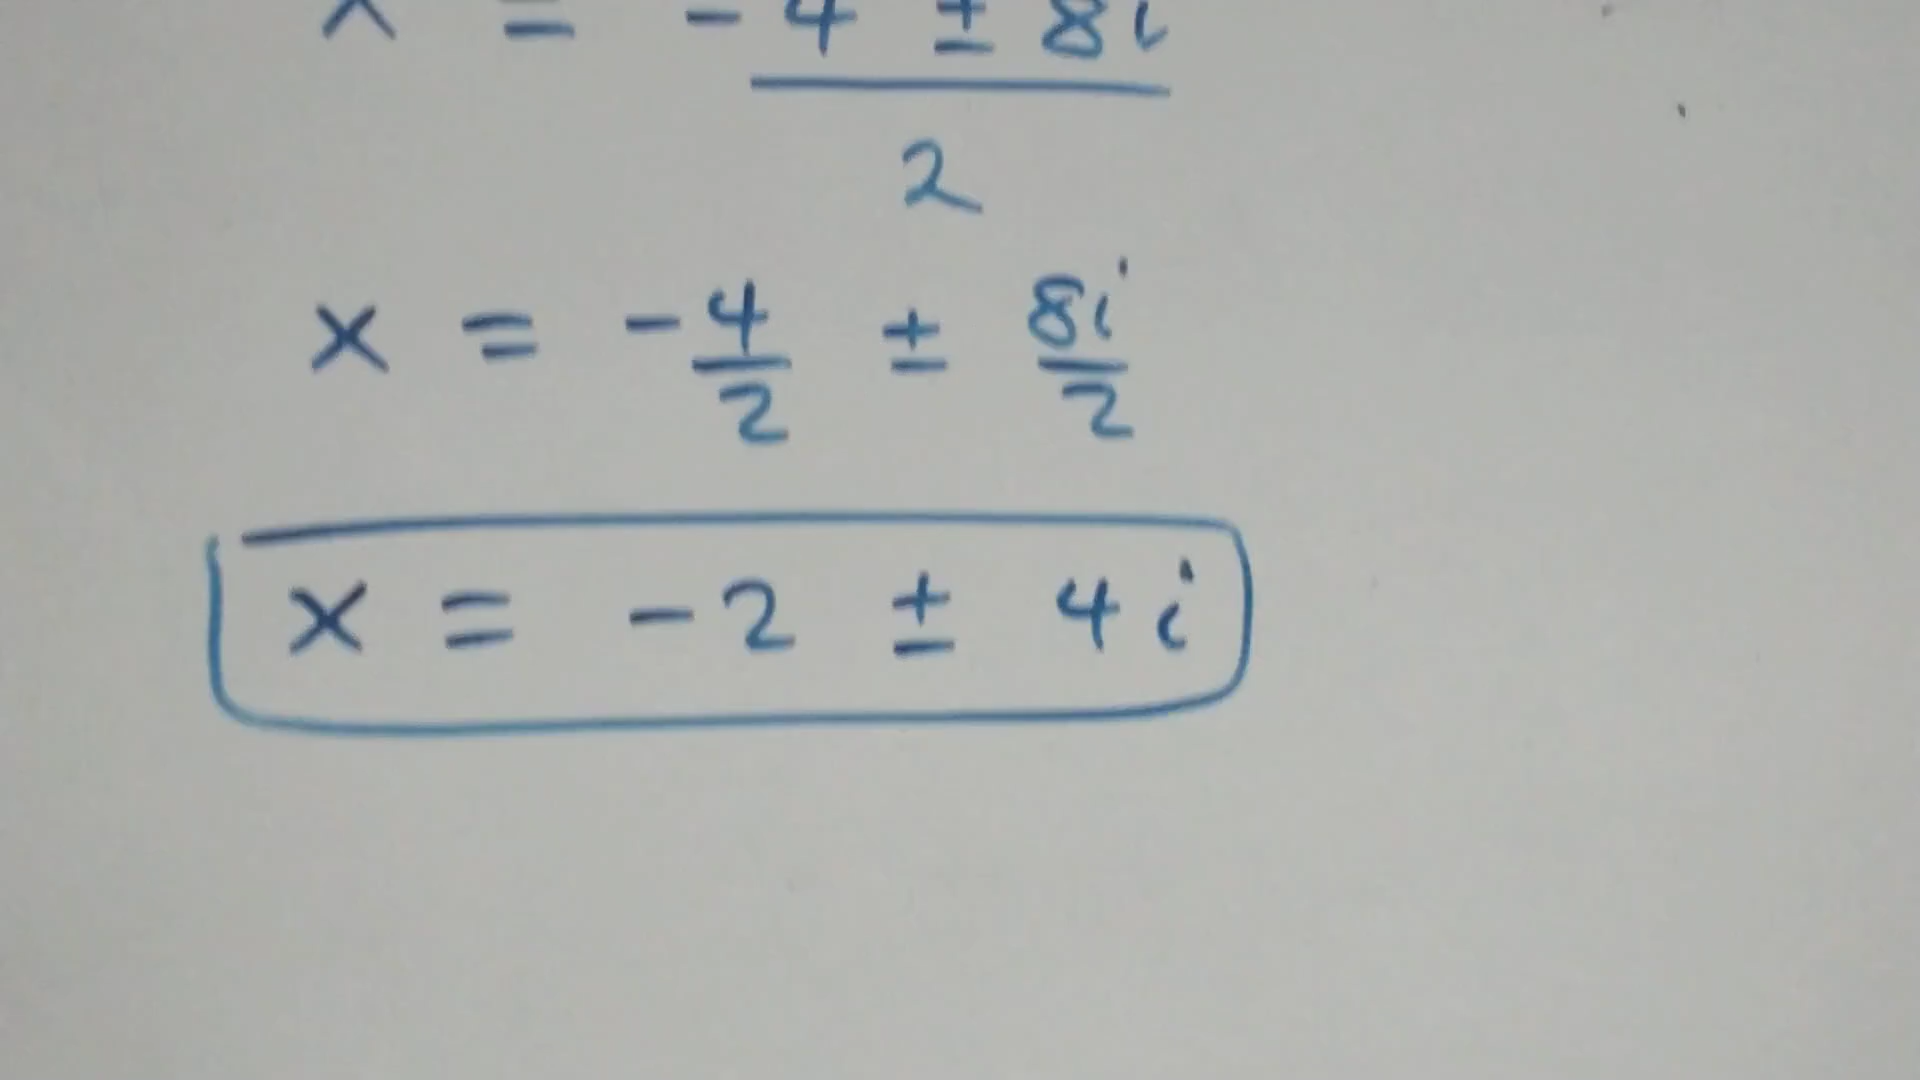 x = -4 ± 8i
2
x = -4/2 ± 8i/2
x = -2 ± 4i